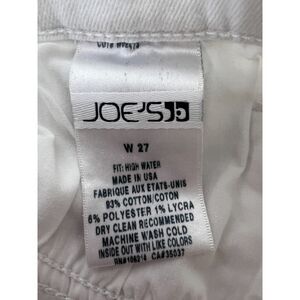 JOE'S
W 27
FIT: HIGH WATER
MADE IN USA
FABRIQUE AUX ETATS-UNIS
93% COTTON/COTON
6% POLYESTER 1% LYCRA
DRY CLEAN RECOMMENDED
MACHINE WASH COLD
INSIDE OUT WITH LIKE COLORS
RN#106214 CA#35037